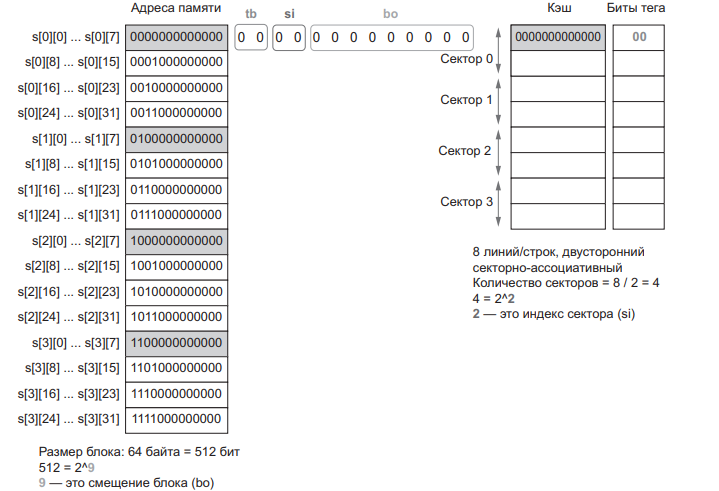 Адреса памяти
tb si bo
Кэш Биты тега
s[0][0] ... s[0][7] 0000000000000 0 0 0 0 0 0 0 0 0 0 0 0 0 0000000000000 00
s[0][8] ... s[0][15] 0001000000000
Сектор 0
s[0][16] ... s[0][23] 0010000000000
Сектор 1
s[0][24] ... s[0][31] 0011000000000
s[1][0] ... s[1][7] 0100000000000
Сектор 2
s[1][8] ... s[1][15] 0101000000000
s[1][16] ... s[1][23] 0110000000000
Сектор 3
s[1][24] ... s[1][31] 0111000000000
s[2][0] ... s[2][7] 1000000000000
s[2][8] ... s[2][15] 1001000000000
s[2][16] ... s[2][23] 1010000000000
s[2][24] ... s[2][31] 1011000000000
s[3][0] ... s[3][7] 1100000000000
s[3][8] ... s[3][15] 1101000000000
s[3][16] ... s[3][23] 1110000000000
s[3][24] ... s[3][31] 1111000000000
8 линий/строк, двусторонний
секторно-ассоциативный
Количество секторов = 8 / 2 = 4
4 = 2^2
2 — это индекс сектора (si)
Размер блока: 64 байта = 512 бит
512 = 2^9
9 — это смещение блока (bo)